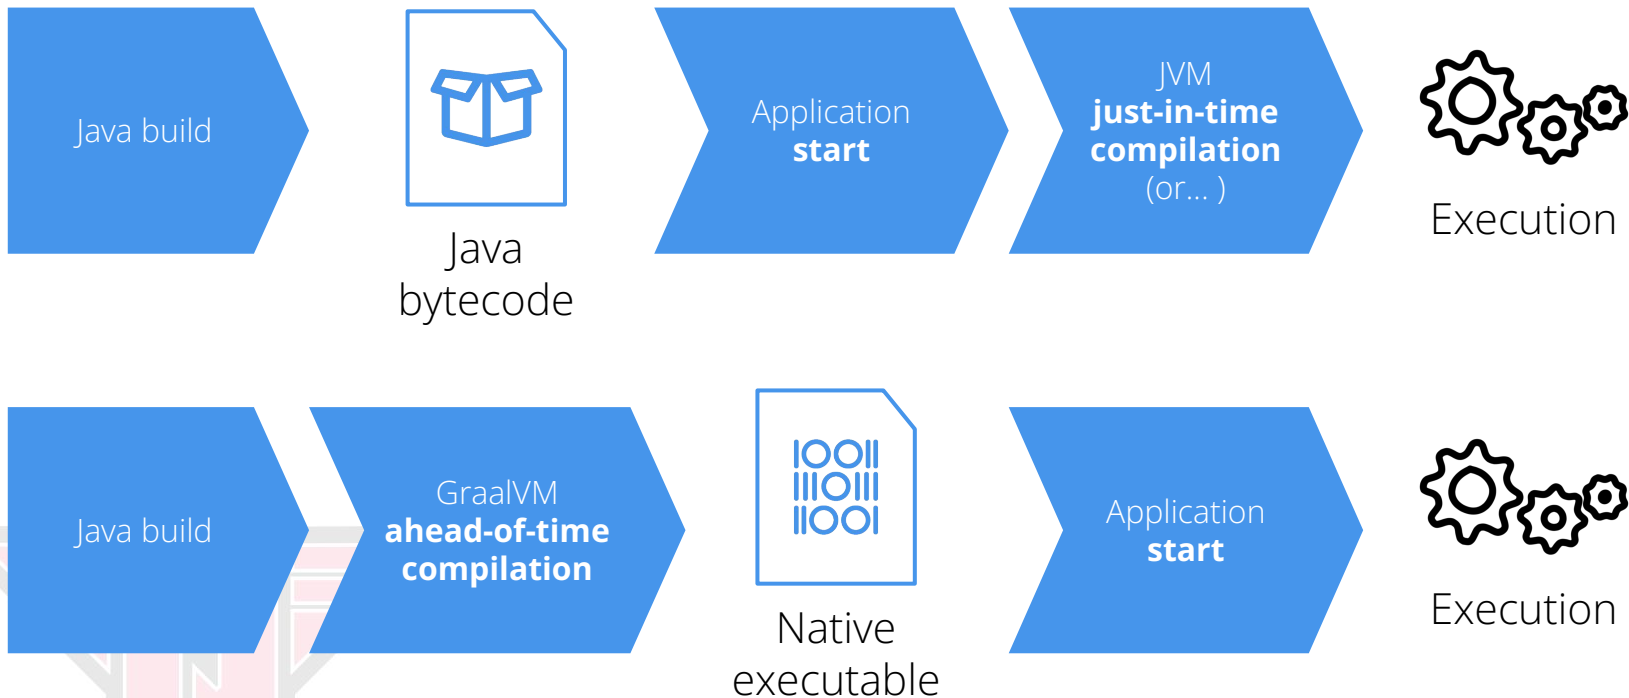 Java build
Java
bytecode
Application
start
JVM
just-in-time
compilation
(or... )
Execution
Java build
GraalVM
ahead-of-time
compilation
Native
executable
Application
start
Execution